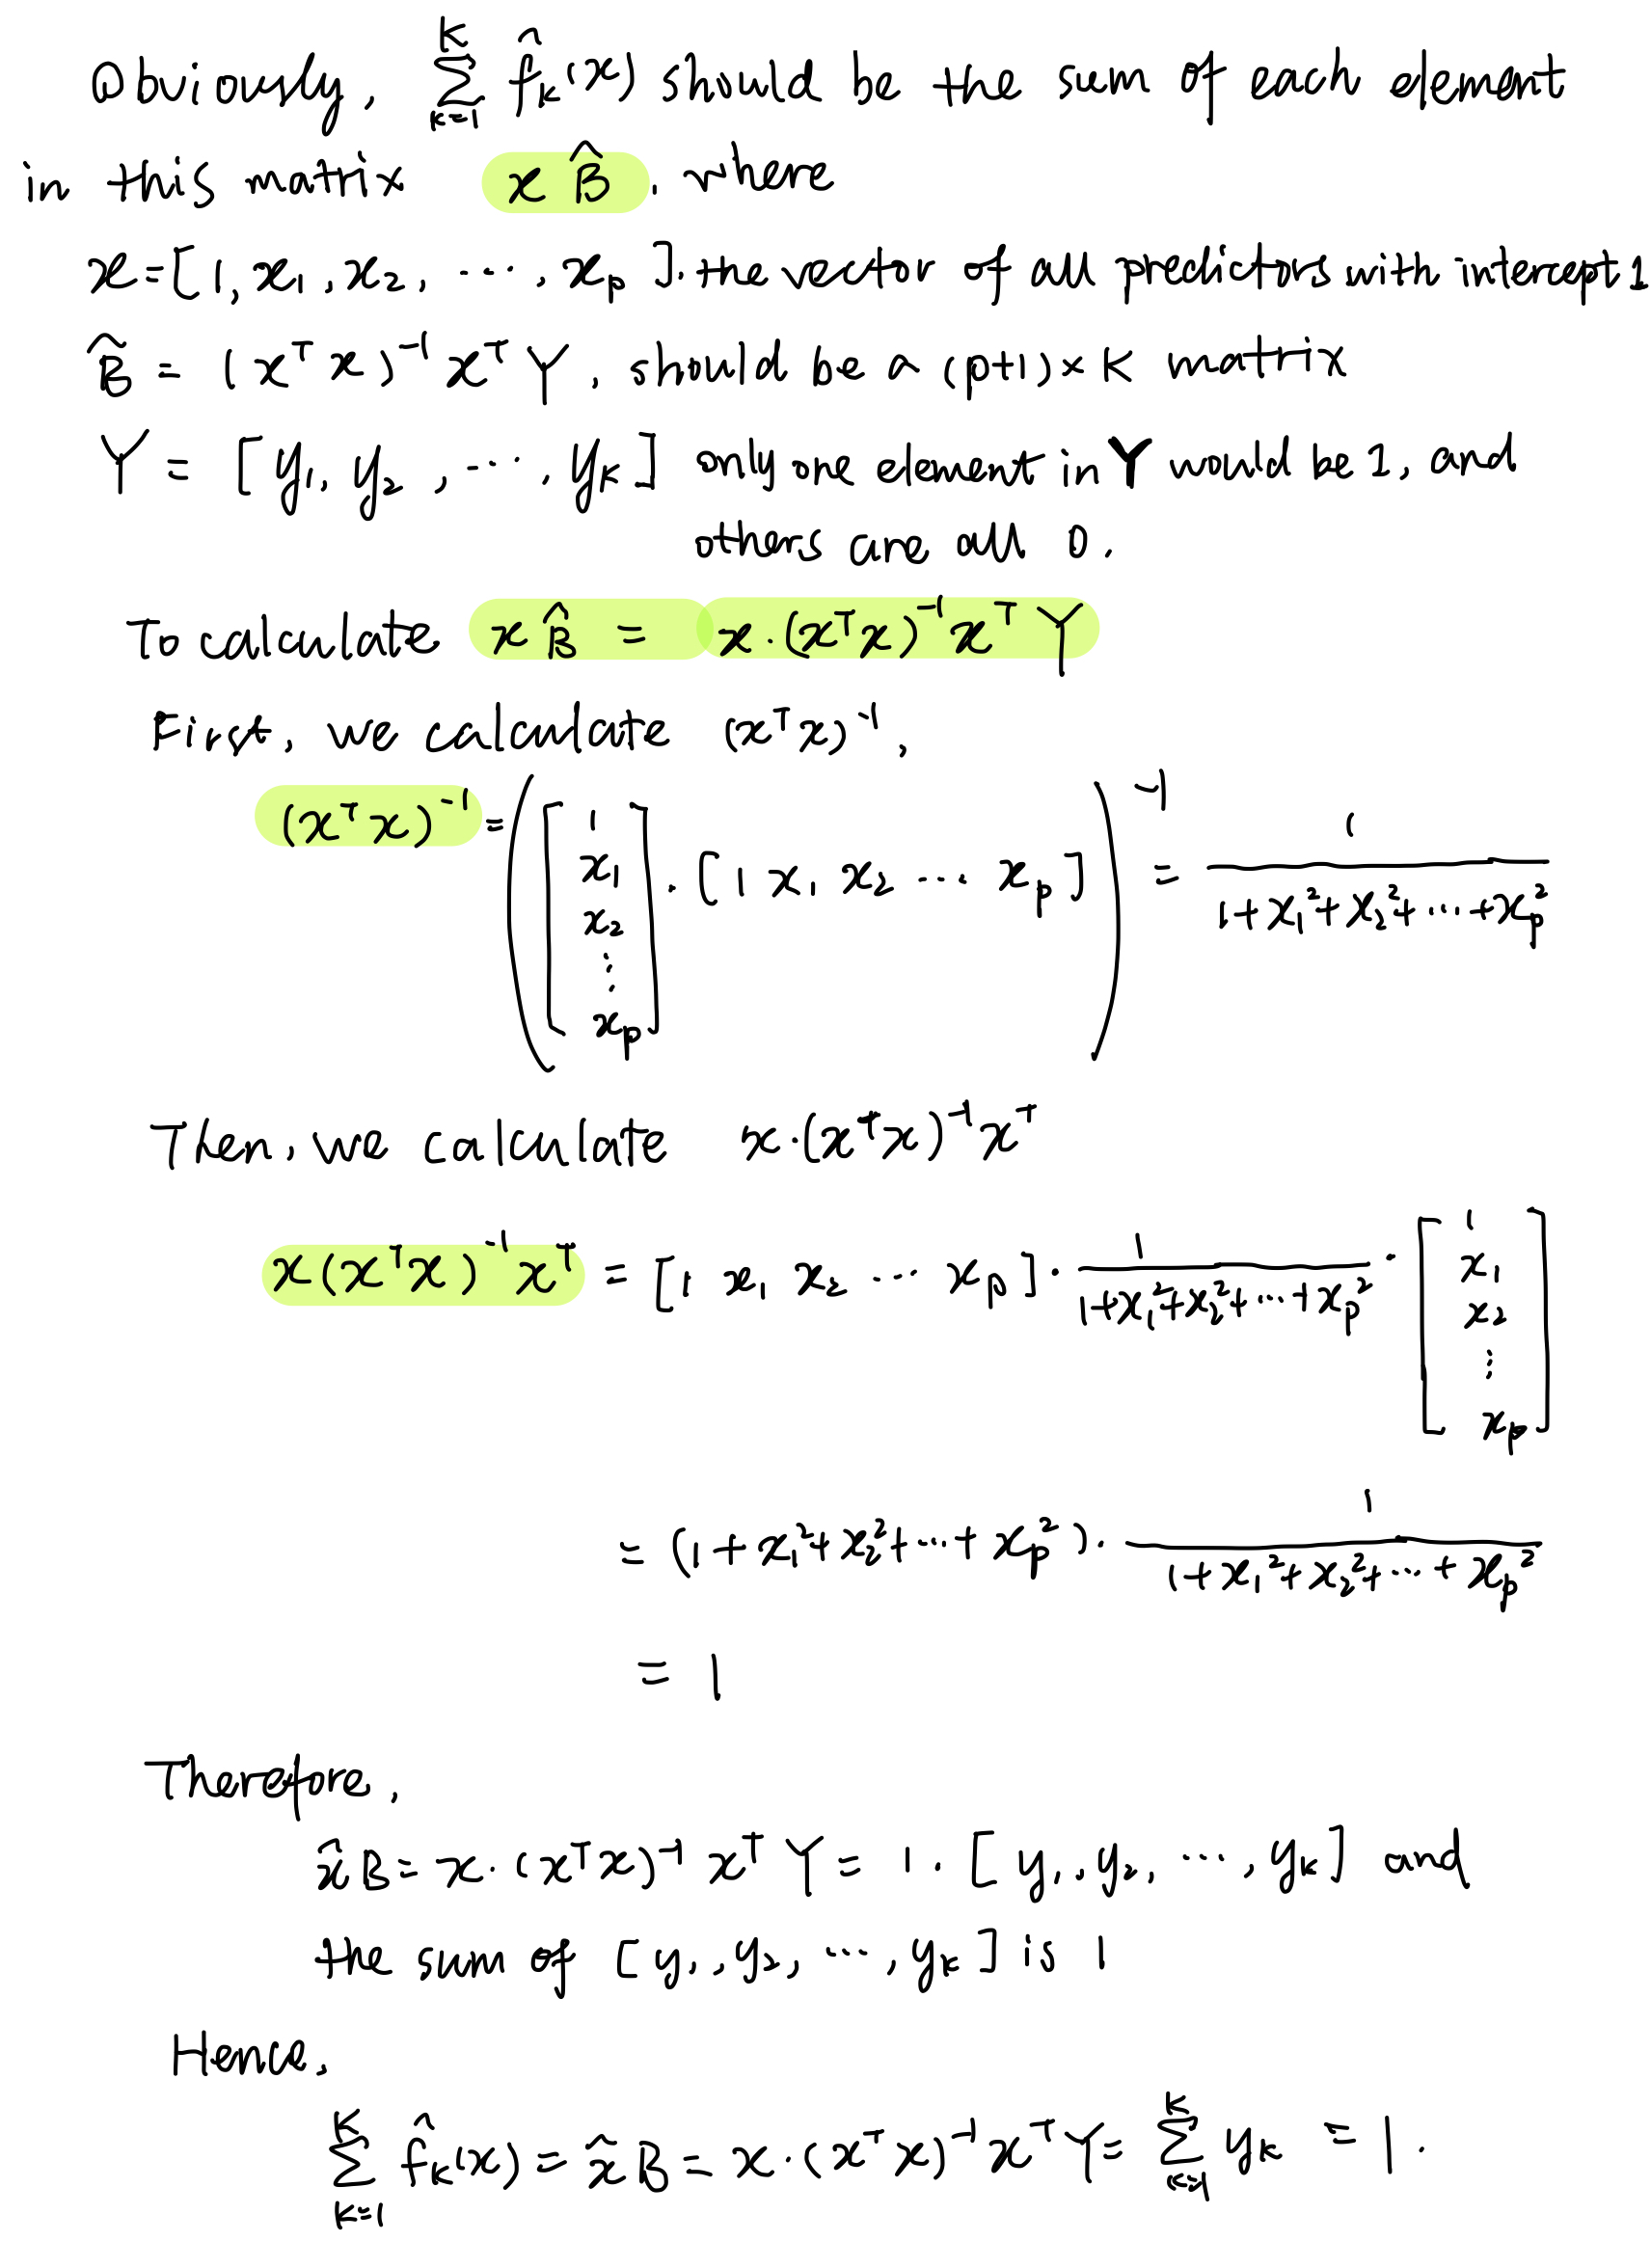 Obviously, $\sum_{k=1}^{K} \hat{f}_k(x)$ should be the sum of each element
in this matrix $x\hat{B}$, where
$x = [1, x_1, x_2, \cdots, x_p]$, the vector of all predictors with intercept 1
$\hat{B} = (x^T x)^{-1} x^T Y$, should be a $(p+1) \times K$ matrix
$Y = [y_1, y_2, \cdots, y_K]$ only one element in Y would be 1, and
others are all 0.
To calculate $x\hat{B} = x \cdot (x^T x)^{-1} x^T Y$
First, we calculate $(x^T x)^{-1}$,
$(x^T x)^{-1} = \left( \begin{bmatrix} 1 \\ x_1 \\ x_2 \\ \vdots \\ x_p \end{bmatrix} \cdot [1 \; x_1 \; x_2 \cdots x_p] \right)^{-1} = \frac{1}{1 + x_1^2 + x_2^2 + \cdots + x_p^2}$
Then, we calculate $x \cdot (x^T x)^{-1} x^T$
$x (x^T x)^{-1} x^T = [1 \; x_1 \; x_2 \cdots x_p] \cdot \frac{1}{1 + x_1^2 + x_2^2 + \cdots + x_p^2} \cdot \begin{bmatrix} 1 \\ x_1 \\ x_2 \\ \vdots \\ x_p \end{bmatrix}$
$= (1 + x_1^2 + x_2^2 + \cdots + x_p^2) \cdot \frac{1}{1 + x_1^2 + x_2^2 + \cdots + x_p^2}$
$= 1$
Therefore,
$\hat{x} B = x \cdot (x^T x)^{-1} x^T Y = 1 \cdot [y_1, y_2, \cdots, y_K]$ and
the sum of $[y_1, y_2, \cdots, y_K]$ is 1
Hence,
$\sum_{k=1}^{K} \hat{f}_k(x) = \hat{x} B = x \cdot (x^T x)^{-1} x^T Y = \sum_{k=1}^{K} y_k = 1.$